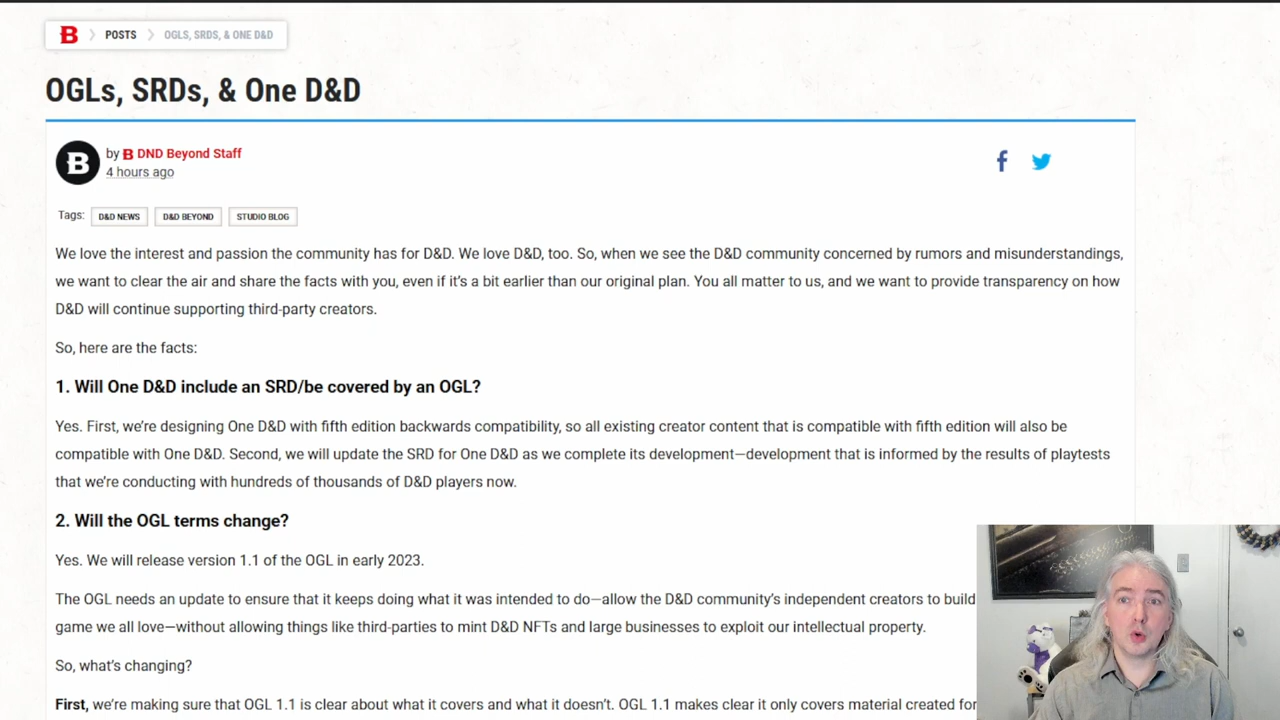 B POSTS OGLS, SRDS, & ONE D&D
OGLs, SRDs, & One D&D
B
by B DND Beyond Staff
4 hours ago
Tags: D&D NEWS D&D BEYOND STUDIO BLOG
We love the interest and passion the community has for D&D. We love D&D, too. So, when we see the D&D community concerned by rumors and misunderstandings,
we want to clear the air and share the facts with you, even if it's a bit earlier than our original plan. You all matter to us, and we want to provide transparency on how
D&D will continue supporting third-party creators.
So, here are the facts:
1. Will One D&D include an SRD/be covered by an OGL?
Yes. First, we're designing One D&D with fifth edition backwards compatibility, so all existing creator content that is compatible with fifth edition will also be
compatible with One D&D. Second, we will update the SRD for One D&D as we complete its development—development that is informed by the results of playtests
that we're conducting with hundreds of thousands of D&D players now.
2. Will the OGL terms change?
Yes. We will release version 1.1 of the OGL in early 2023.
The OGL needs an update to ensure that it keeps doing what it was intended to do—allow the D&D community's independent creators to build
game we all love—without allowing things like third-parties to mint D&D NFTs and large businesses to exploit our intellectual property.
So, what's changing?
First, we're making sure that OGL 1.1 is clear about what it covers and what it doesn't. OGL 1.1 makes clear it only covers material created for